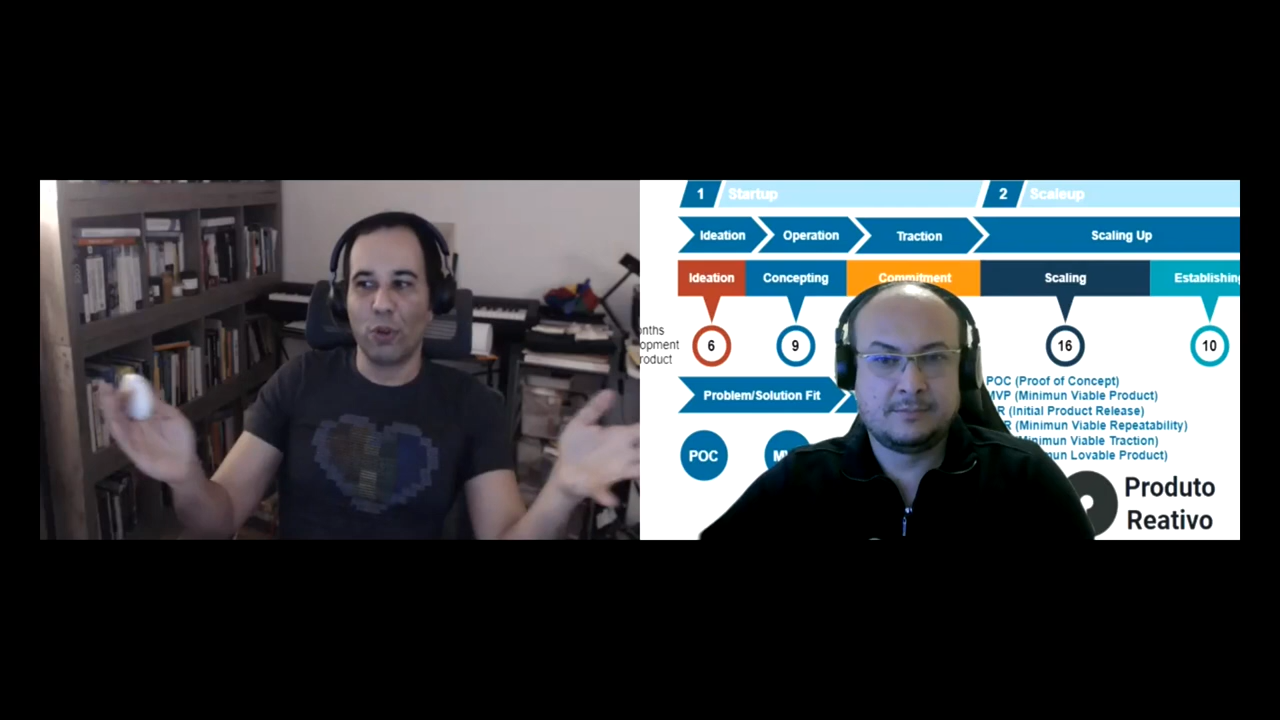 1 Startup 2 Scaleup
Ideation Operation Traction Scaling Up
Ideation Concepting Commitment Scaling Establishing
onths
opment
roduct
6 9 16 10
Problem/Solution Fit
POC (Proof of Concept)
MVP (Minimun Viable Product)
R (Initial Product Release)
R (Minimun Viable Repeatability)
Minimun Viable Traction)
mun Lovable Product)
POC
Produto
Reativo